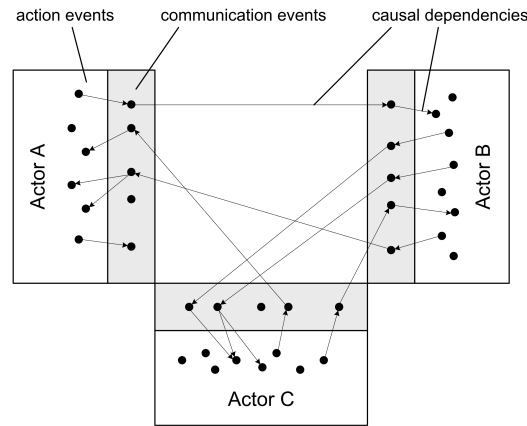 action events
communication events
causal dependencies
Actor A
Actor B
Actor C